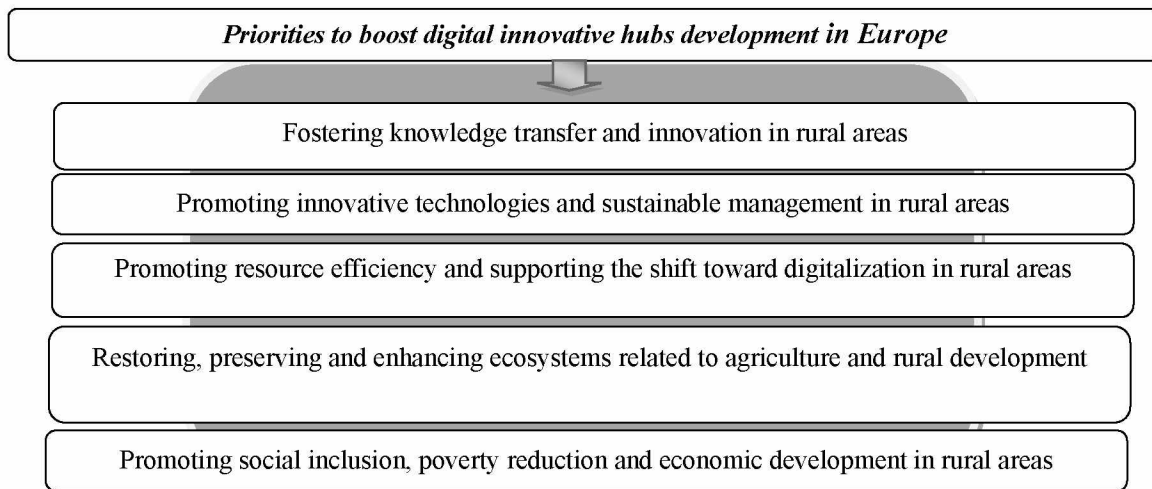 Priorities to boost digital innovative hubs development in Europe
Fostering knowledge transfer and innovation in rural areas
Promoting innovative technologies and sustainable management in rural areas
Promoting resource efficiency and supporting the shift toward digitalization in rural areas
Restoring, preserving and enhancing ecosystems related to agriculture and rural development
Promoting social inclusion, poverty reduction and economic development in rural areas